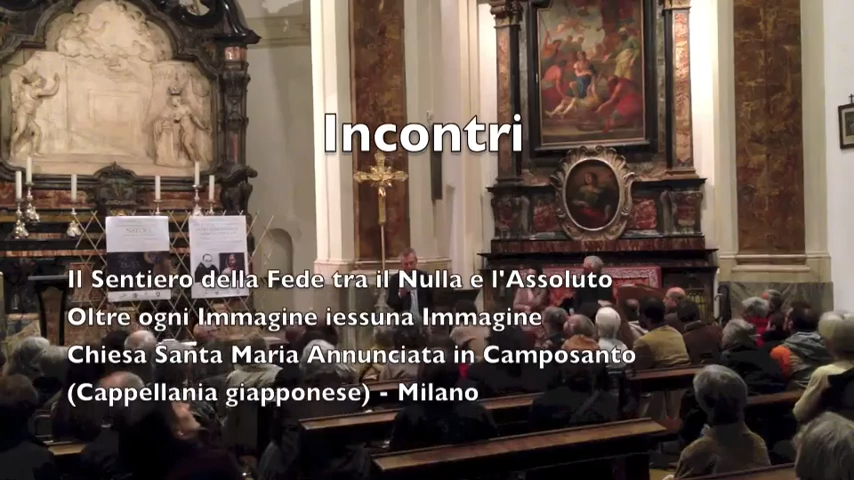 Incontri
Il Sentiero della Fede tra il Nulla e l'Assoluto
Oltre ogni Immagine iessuna Immagine
Chiesa Santa Maria Annunciata in Camposanto
(Cappellania giapponese) - Milano